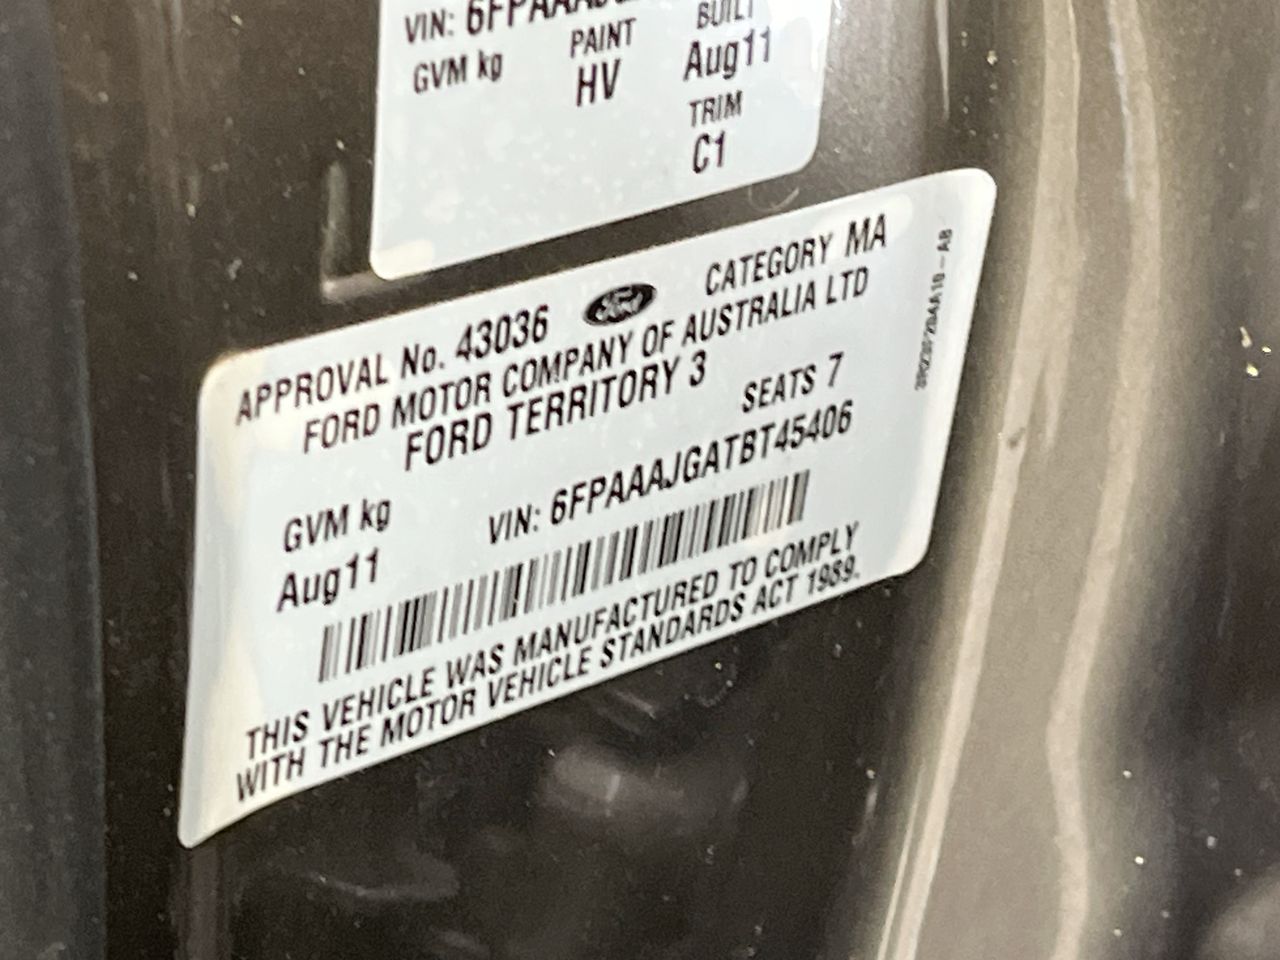 VIN: 6FPAAAJG
GVM kg PAINT BUILT
HV Aug11
TRIM
C1
APPROVAL No. 43036 Ford CATEGORY MA
FORD MOTOR COMPANY OF AUSTRALIA LTD
FORD TERRITORY 3
SEATS 7
GVM kg VIN: 6FPAAAJGATBT45406
Aug11
THIS VEHICLE WAS MANUFACTURED TO COMPLY
WITH THE MOTOR VEHICLE STANDARDS ACT 1989.